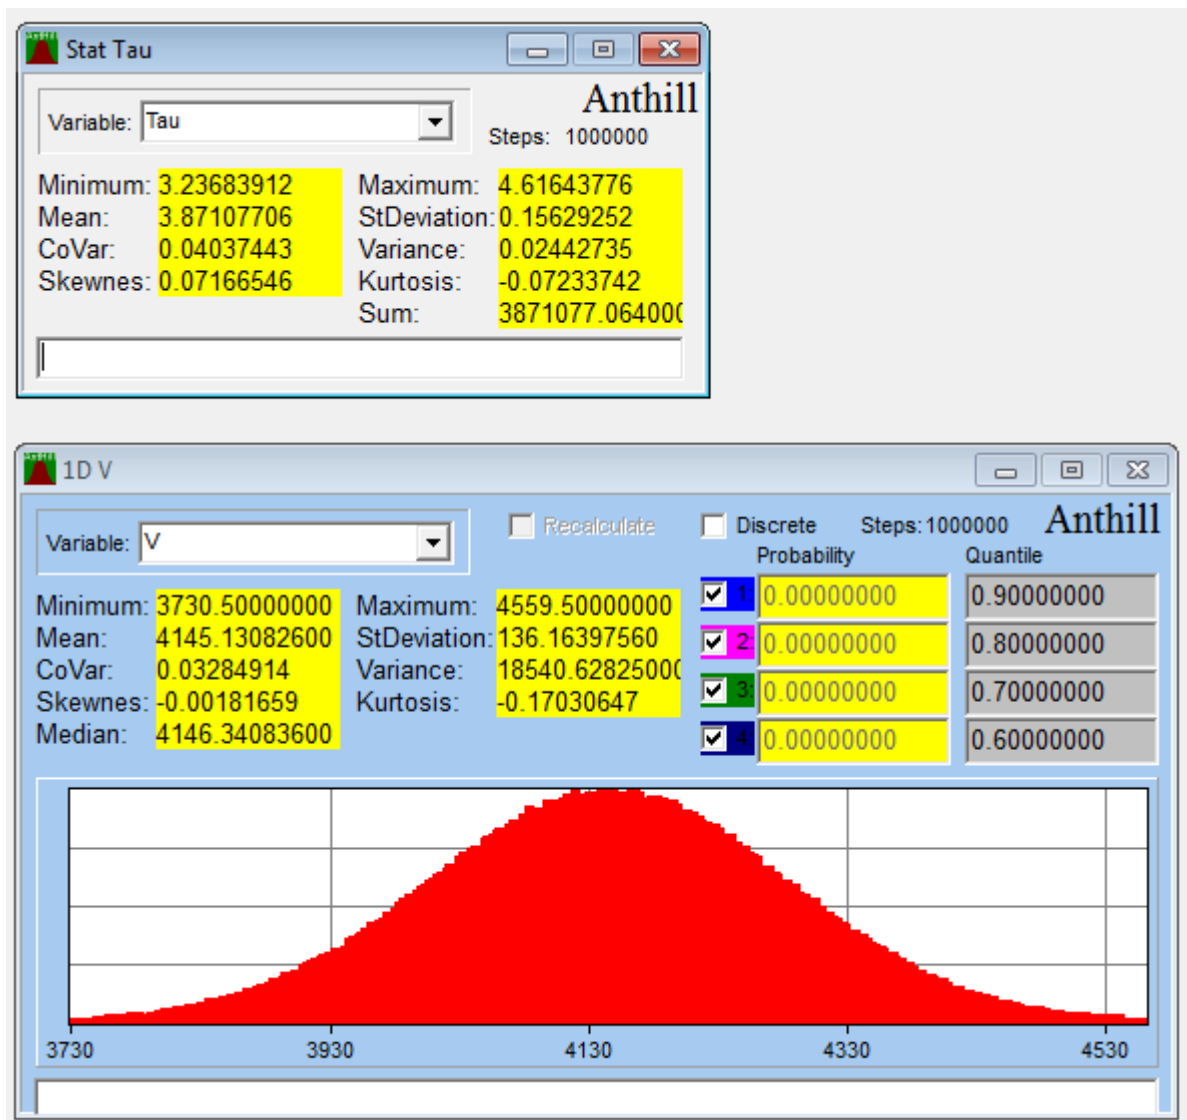 Stat Tau
Anthill
Variable: Tau
Steps: 1000000
Minimum: 3.23683912 Maximum: 4.61643776
Mean: 3.87107706 StDeviation: 0.15629252
CoVar: 0.04037443 Variance: 0.02442735
Skewnes: 0.07166546 Kurtosis: -0.07233742
Sum: 3871077.064000
1D V
Variable: V Recalculate Discrete Steps: 1000000 Anthill
Probability Quantile
Minimum: 3730.50000000 Maximum: 4559.50000000 1: 0.00000000 0.90000000
Mean: 4145.13082600 StDeviation: 136.16397560 2: 0.00000000 0.80000000
CoVar: 0.03284914 Variance: 18540.62825000 3: 0.00000000 0.70000000
Skewnes: -0.00181659 Kurtosis: -0.17030647
Median: 4146.34083600 4: 0.00000000 0.60000000
3730 3930 4130 4330 4530